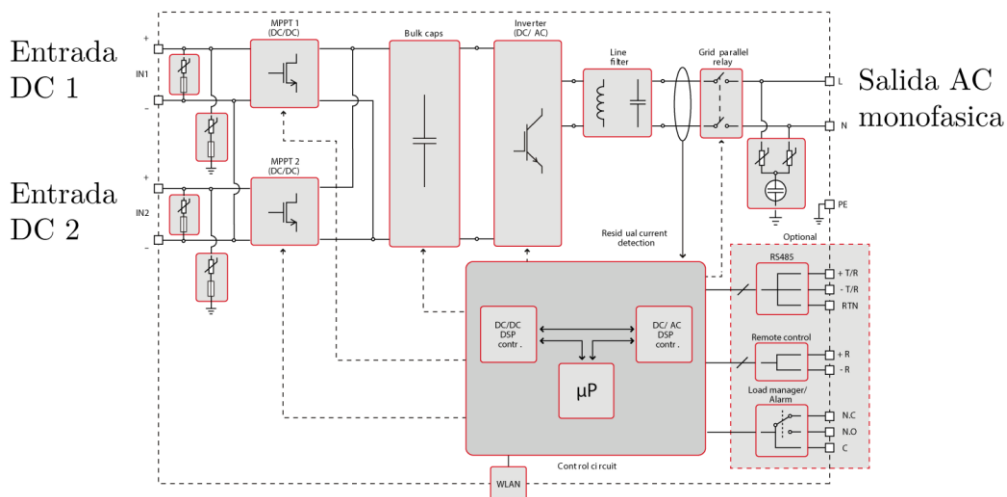 Entrada
DC 1
Entrada
DC 2
+
IN1
−
+
IN2
−
MPPT 1
(DC/DC)
MPPT 2
(DC/DC)
Bulk caps
Inverter
(DC/ AC)
Line
filter
Grid parallel
relay
L
N
Salida AC
monofasica
PE
Resid ual current
detection
Optional
RS485
+ T/R
- T/R
RTN
Remote control
+ R
- R
Load manager/
Alarm
N.C
N.O
C
DC/DC
DSP
contr .
DC/ AC
DSP
contr .
µP
Control circuit
WLAN